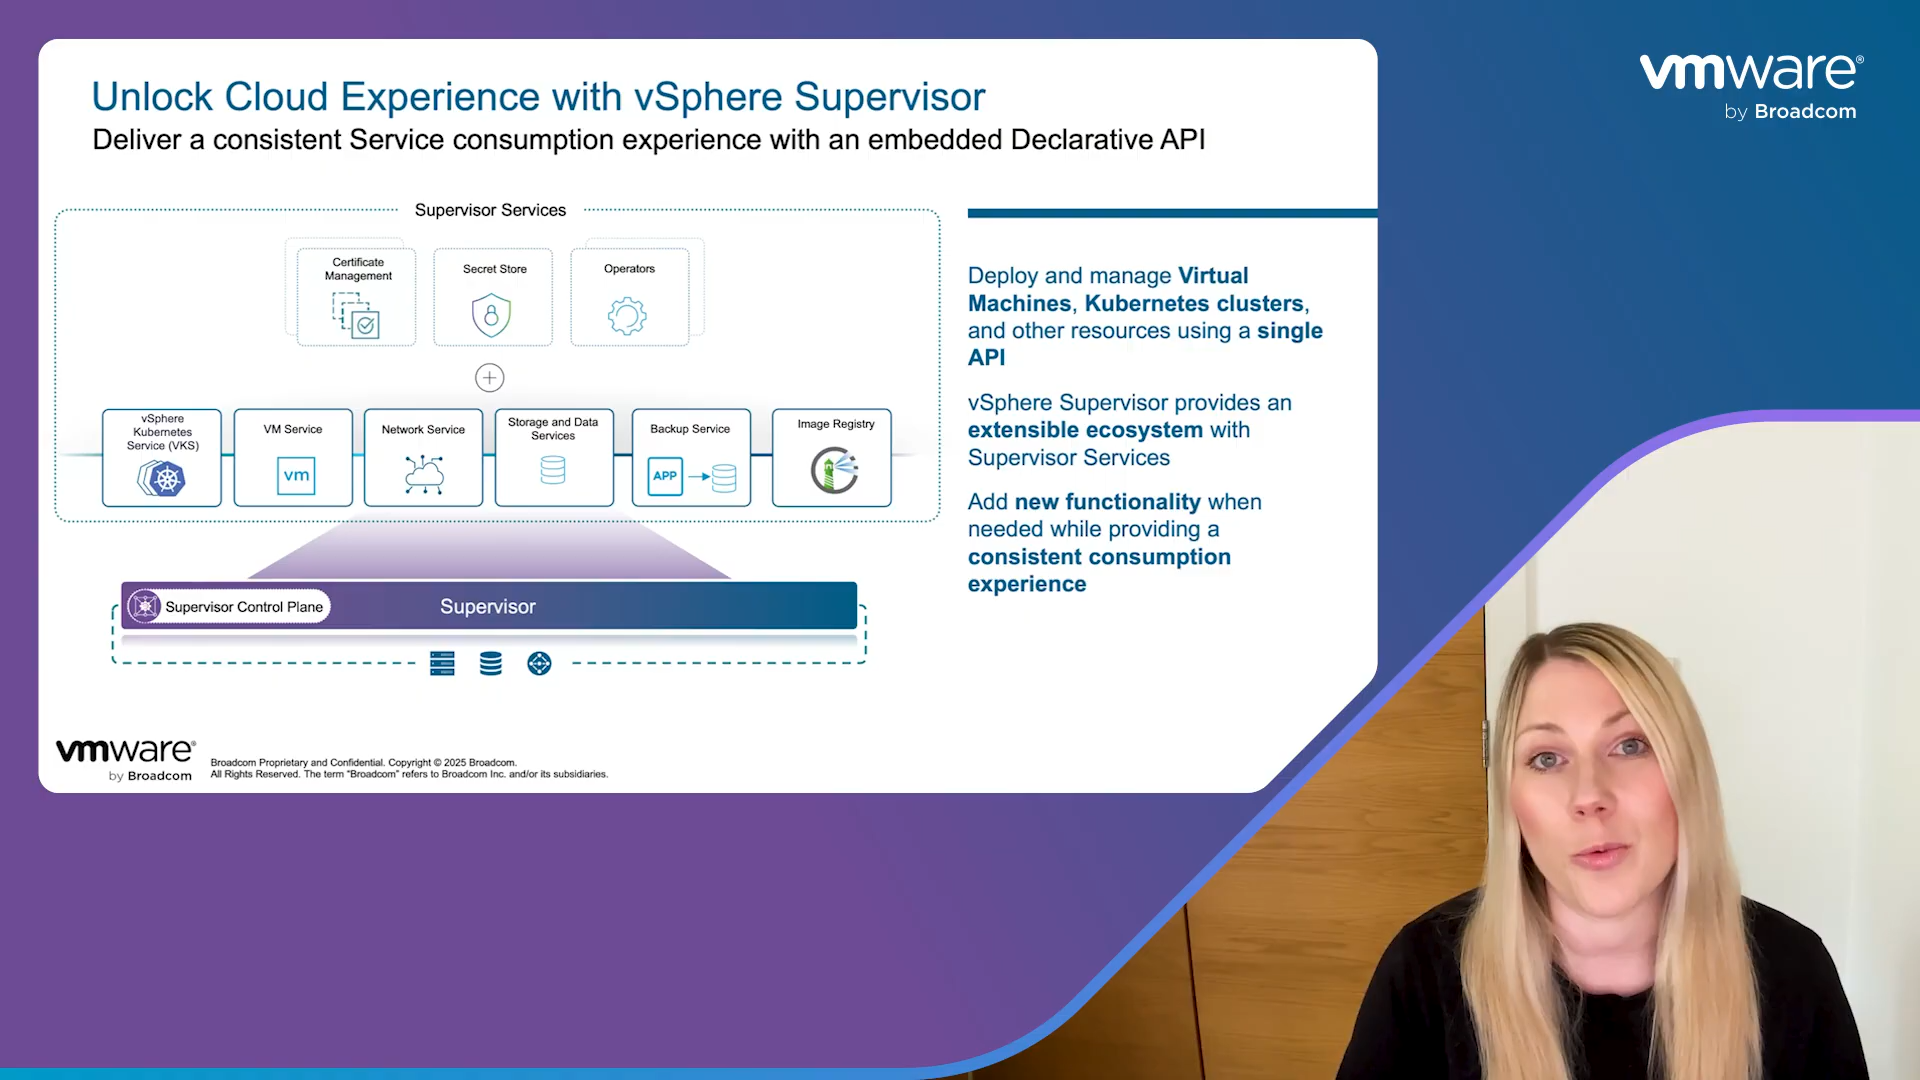 Unlock Cloud Experience with vSphere Supervisor
Deliver a consistent Service consumption experience with an embedded Declarative API
Supervisor Services
Certificate
Management
Secret Store
Operators
vSphere
Kubernetes
Service (VKS)
VM Service
vm
Network Service
Storage and Data
Services
Backup Service
APP
Image Registry
Supervisor Control Plane
Supervisor
Deploy and manage Virtual
Machines, Kubernetes clusters,
and other resources using a single
API
vSphere Supervisor provides an
extensible ecosystem with
Supervisor Services
Add new functionality when
needed while providing a
consistent consumption
experience
vmware®
by Broadcom
Broadcom Proprietary and Confidential. Copyright © 2025 Broadcom.
All Rights Reserved. The term "Broadcom" refers to Broadcom Inc. and/or its subsidiaries.
vmware®
by Broadcom